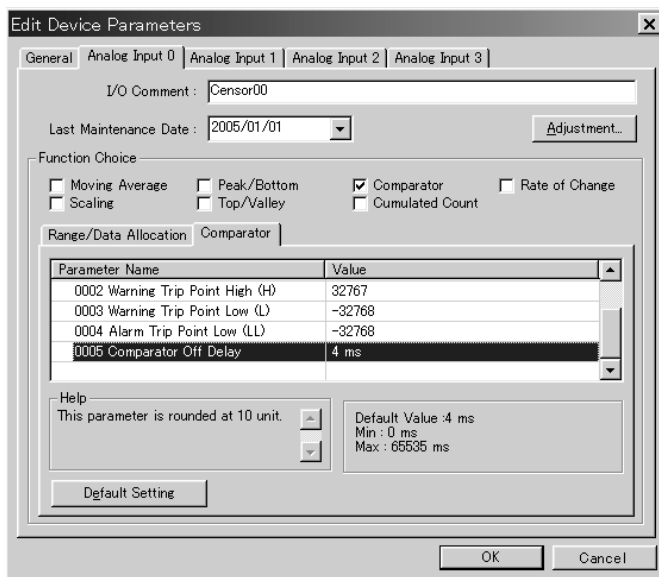 Edit Device Parameters
General Analog Input 0 Analog Input 1 Analog Input 2 Analog Input 3
I/O Comment : Censor00
Last Maintenance Date : 2005/01/01 Adjustment...
Function Choice
Moving Average Peak/Bottom Comparator Rate of Change
Scaling Top/Valley Cumulated Count
Range/Data Allocation Comparator
Parameter Name Value
0002 Warning Trip Point High (H) 32767
0003 Warning Trip Point Low (L) -32768
0004 Alarm Trip Point Low (LL) -32768
0005 Comparator Off Delay 4 ms
Help
This parameter is rounded at 10 unit.
Default Value :4 ms
Min : 0 ms
Max : 65535 ms
Default Setting
OK Cancel